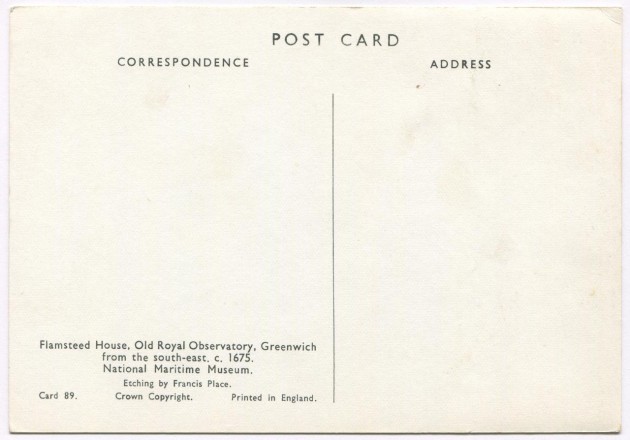 POST CARD
CORRESPONDENCE
ADDRESS
Flamsteed House, Old Royal Observatory, Greenwich
from the south-east. c. 1675.
National Maritime Museum.
Etching by Francis Place.
Card 89. Crown Copyright. Printed in England.